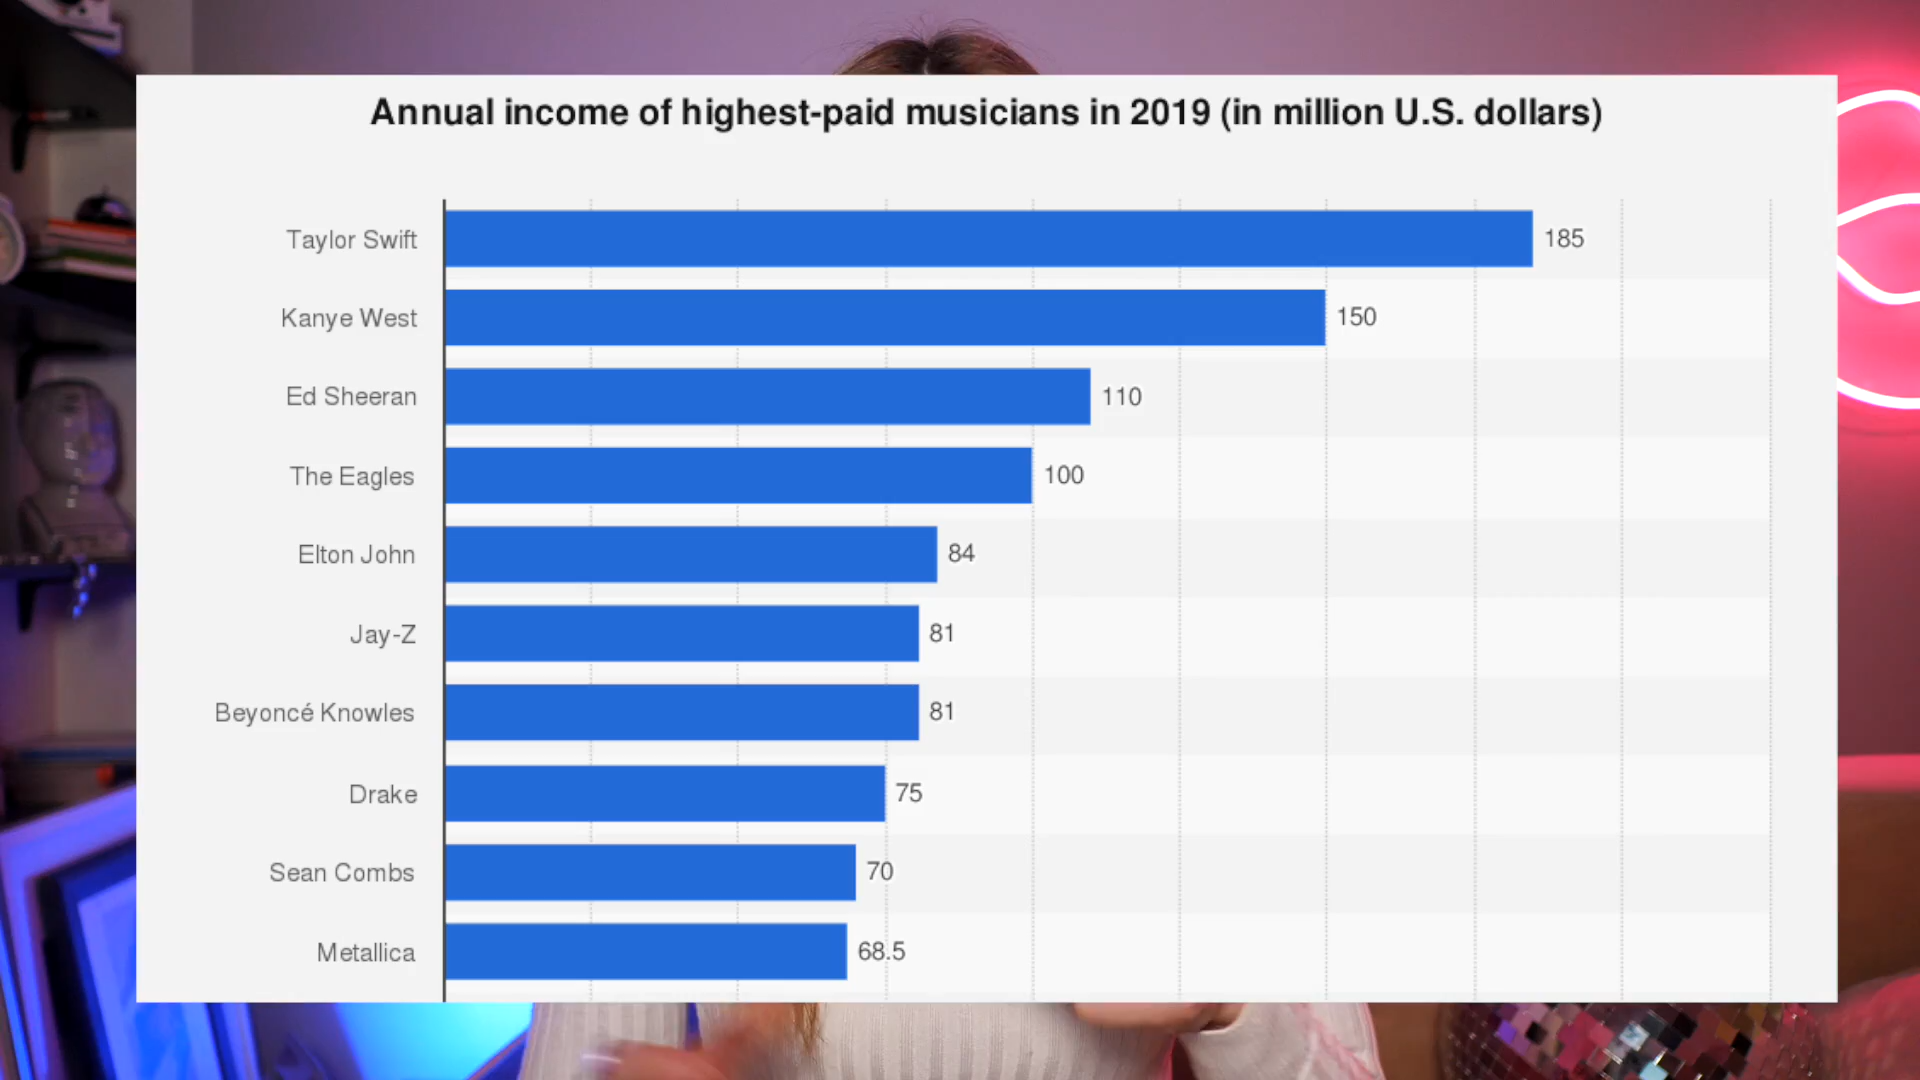 Annual income of highest-paid musicians in 2019 (in million U.S. dollars)
Taylor Swift 185
Kanye West 150
Ed Sheeran 110
The Eagles 100
Elton John 84
Jay-Z 81
Beyoncé Knowles 81
Drake 75
Sean Combs 70
Metallica 68.5